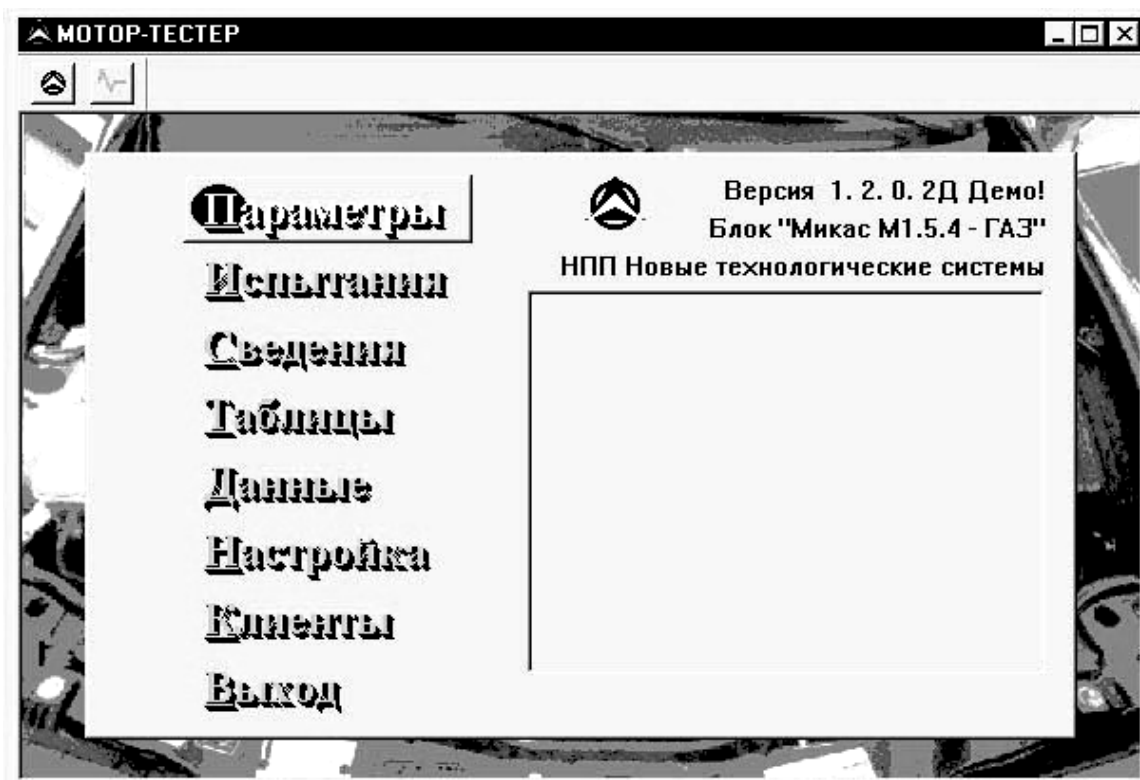 МОТОР-ТЕСТЕР
Параметры
Испытания
Сведения
Таблицы
Данные
Настройка
Клиенты
Выход
Версия 1. 2. 0. 2Д Демо!
Блок "Микас М1.5.4 - ГАЗ"
НПП Новые технологические системы